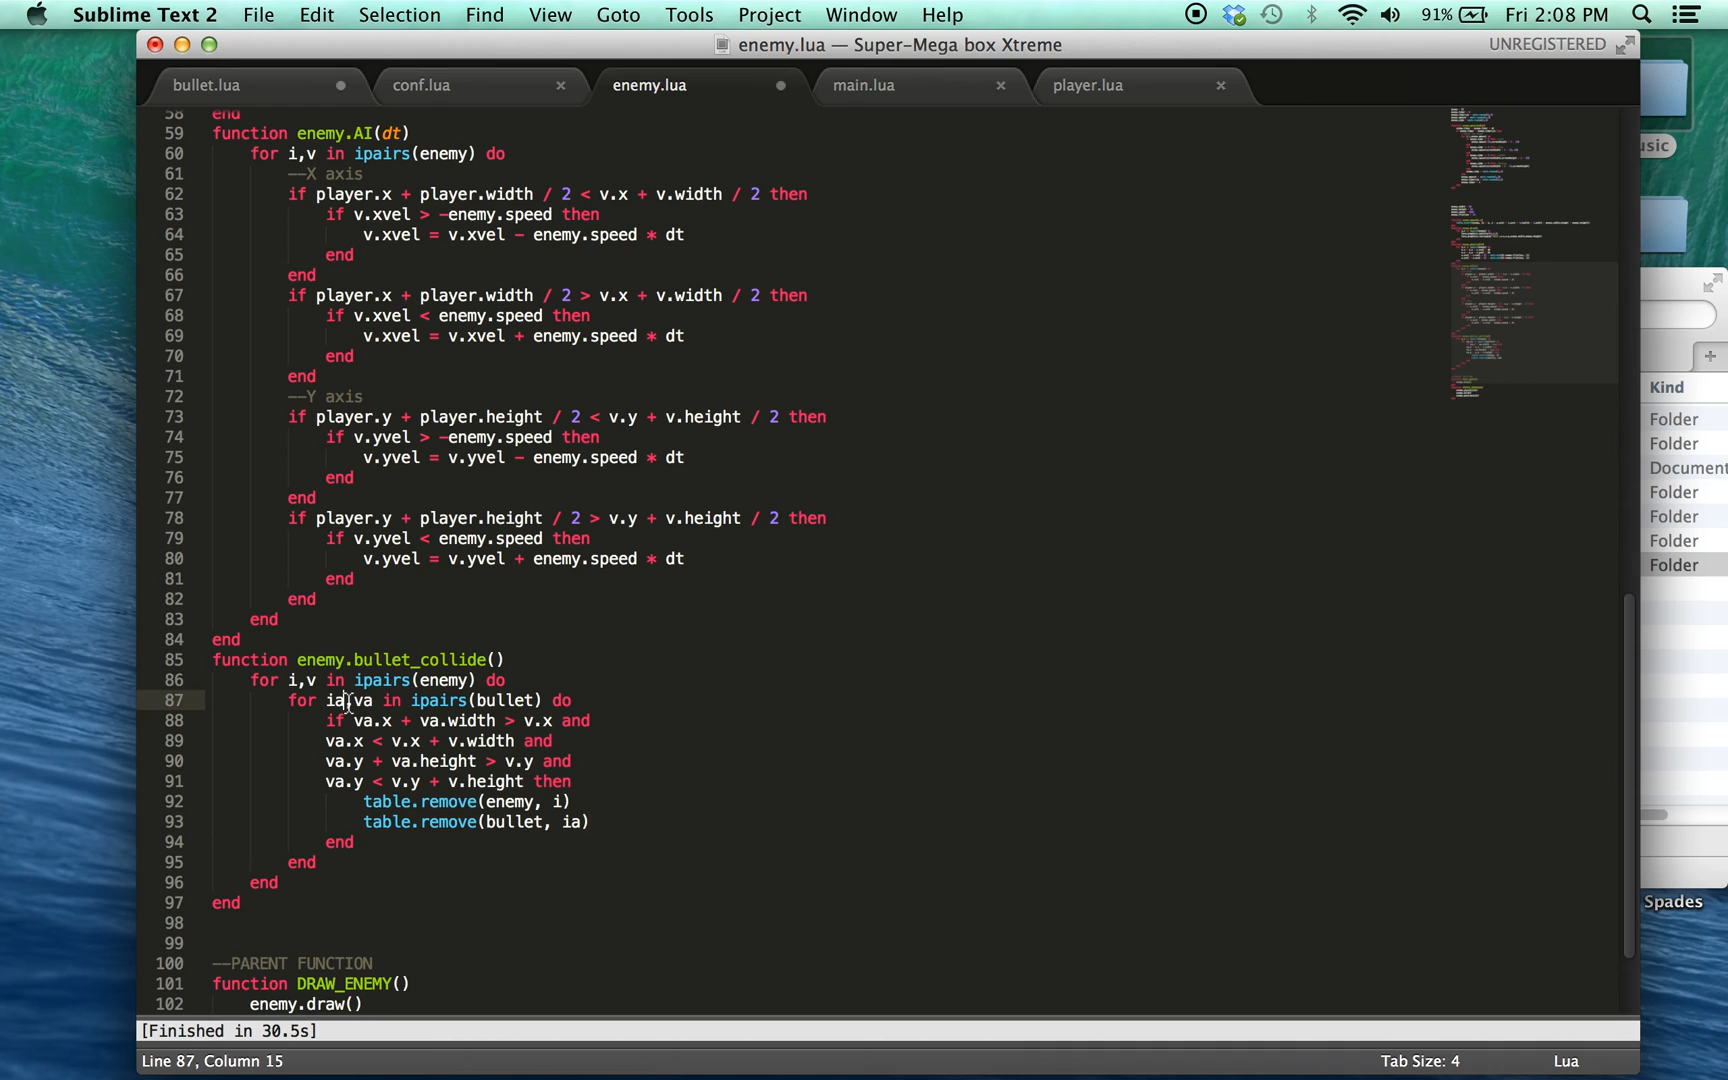 Sublime Text 2 File Edit Selection Find View Goto Tools Project Window Help 91% Fri 2:08 PM
enemy.lua — Super-Mega box Xtreme UNREGISTERED
bullet.lua conf.lua enemy.lua main.lua player.lua
58 end
59 function enemy.AI(dt)
60 for i,v in ipairs(enemy) do
61 --X axis
62 if player.x + player.width / 2 < v.x + v.width / 2 then
63 if v.xvel > -enemy.speed then
64 v.xvel = v.xvel - enemy.speed * dt
65 end
66 end
67 if player.x + player.width / 2 > v.x + v.width / 2 then
68 if v.xvel < enemy.speed then
69 v.xvel = v.xvel + enemy.speed * dt
70 end
71 end
72 --Y axis
73 if player.y + player.height / 2 < v.y + v.height / 2 then
74 if v.yvel > -enemy.speed then
75 v.yvel = v.yvel - enemy.speed * dt
76 end
77 end
78 if player.y + player.height / 2 > v.y + v.height / 2 then
79 if v.yvel < enemy.speed then
80 v.yvel = v.yvel + enemy.speed * dt
81 end
82 end
83 end
84 end
85 function enemy.bullet_collide()
86 for i,v in ipairs(enemy) do
87 for ia,va in ipairs(bullet) do
88 if va.x + va.width > v.x and
89 va.x < v.x + v.width and
90 va.y + va.height > v.y and
91 va.y < v.y + v.height then
92 table.remove(enemy, i)
93 table.remove(bullet, ia)
94 end
95 end
96 end
97 end
98
99
100 --PARENT FUNCTION
101 function DRAW_ENEMY()
102 enemy.draw()
[Finished in 30.5s]
Line 87, Column 15 Tab Size: 4 Lua
usic
Kind
Folder
Folder
Document
Folder
Folder
Folder
Folder
Spades